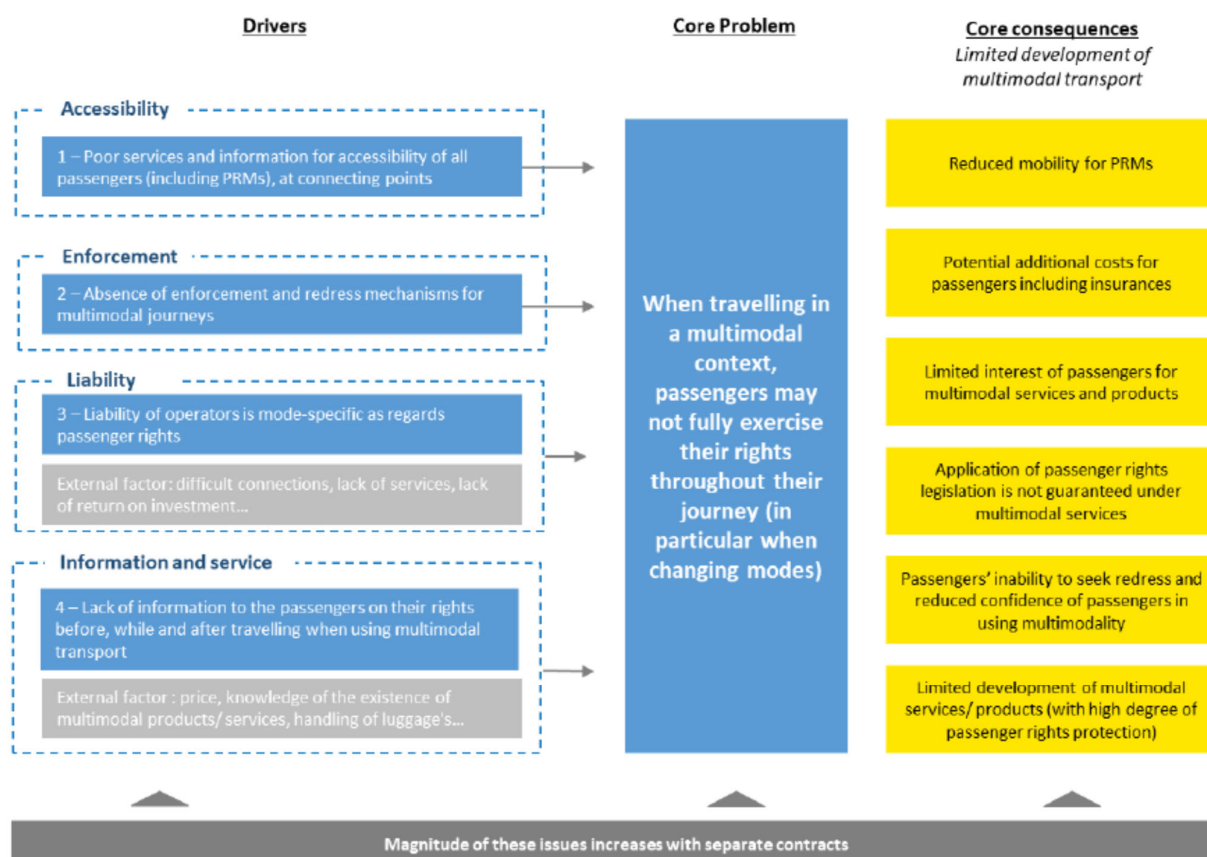 Drivers
Core Problem
Core consequences
Limited development of
multimodal transport
Accessibility
1 – Poor services and information for accessibility of all
passengers (including PRMs), at connecting points
Enforcement
2 – Absence of enforcement and redress mechanisms for
multimodal journeys
Liability
3 – Liability of operators is mode-specific as regards
passenger rights
External factor: difficult connections, lack of services, lack
of return on investment...
Information and service
4 – Lack of information to the passengers on their rights
before, while and after travelling when using multimodal
transport
External factor : price, knowledge of the existence of
multimodal products/ services, handling of luggage's...
When travelling in
a multimodal
context,
passengers may
not fully exercise
their rights
throughout their
journey (in
particular when
changing modes)
Reduced mobility for PRMs
Potential additional costs for
passengers including insurances
Limited interest of passengers for
multimodal services and products
Application of passenger rights
legislation is not guaranteed under
multimodal services
Passengers' inability to seek redress and
reduced confidence of passengers in
using multimodality
Limited development of multimodal
services/ products (with high degree of
passenger rights protection)
Magnitude of these issues increases with separate contracts